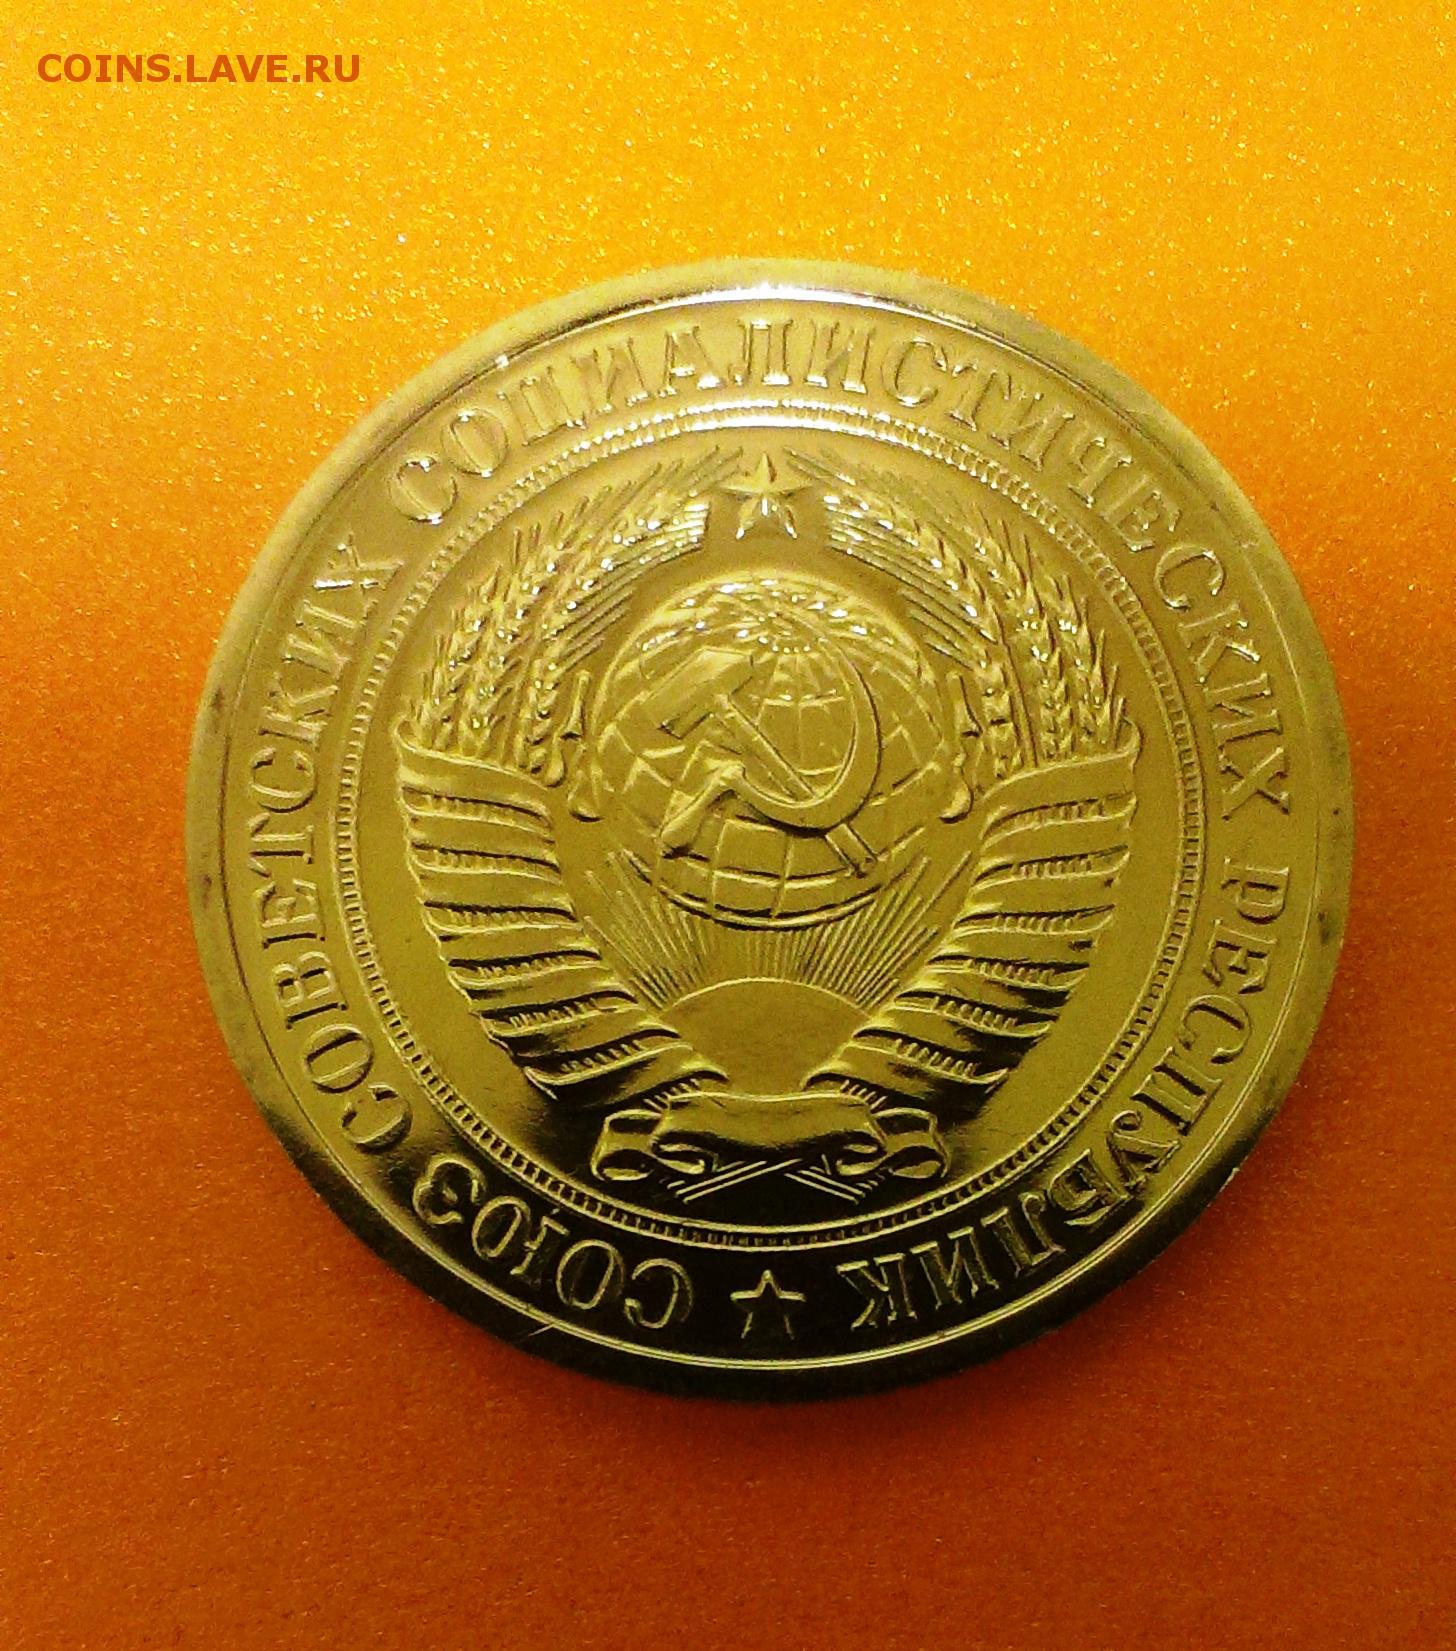 COINS.LAVE.RU
СОЮЗ СОВЕТСКИХ СОЦИАЛИСТИЧЕСКИХ РЕСПУБЛИК